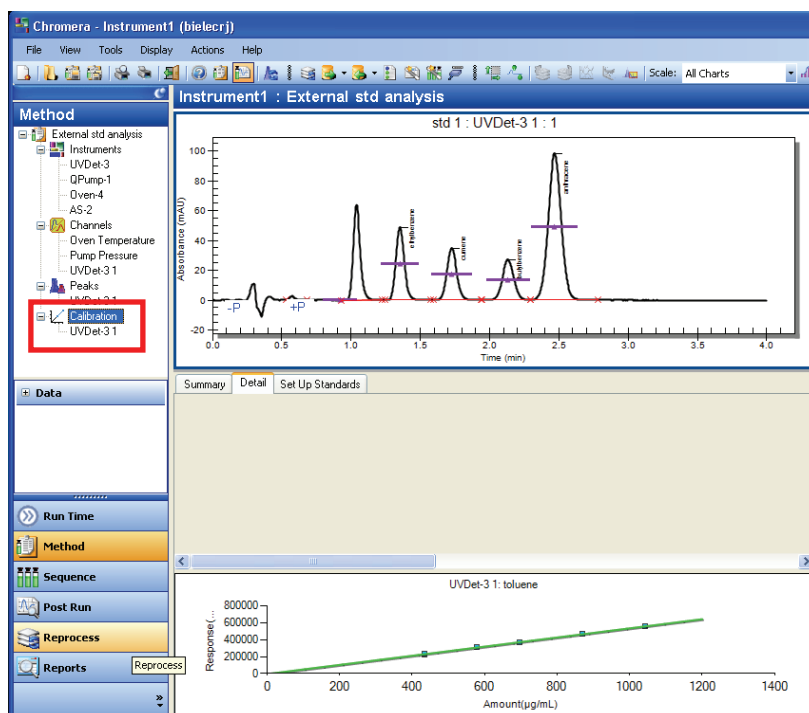 Chromera - Instrument1 (bielecrj)
File View Tools Display Actions Help
Scale: All Charts
Method
External std analysis
Instruments
UVDet-3
QPump-1
Oven-4
AS-2
Channels
Oven Temperature
Pump Pressure
UVDet-3 1
Peaks
UVDet-3 1
Calibration
UVDet-3 1
Data
Run Time
Method
Sequence
Post Run
Reprocess
Reports
Reprocess
»
Instrument1 : External std analysis
std 1 : UVDet-3 1 : 1
Absorbance (mAU)
100
80
60
40
20
0
-20
-P
+P
ethylbenzene
cumene
anthracene
0.0 0.5 1.0 1.5 2.0 2.5 3.0 3.5 4.0
Time (min)
Summary Detail Set Up Standards
UVDet-3 1: toluene
Response(...
800000
600000
400000
200000
0
0 200 400 600 800 1000 1200 1400
Amount(µg/mL)